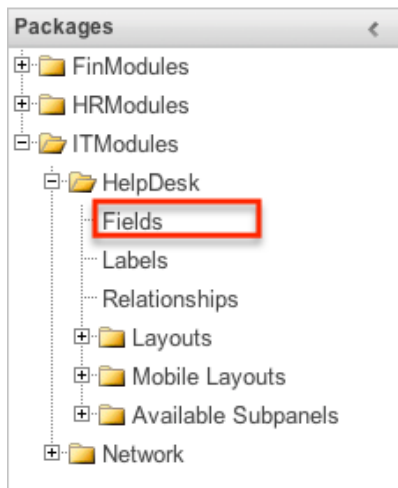 Packages
FinModules
HRModules
ITModules
HelpDesk
Fields
Labels
Relationships
Layouts
Mobile Layouts
Available Subpanels
Network